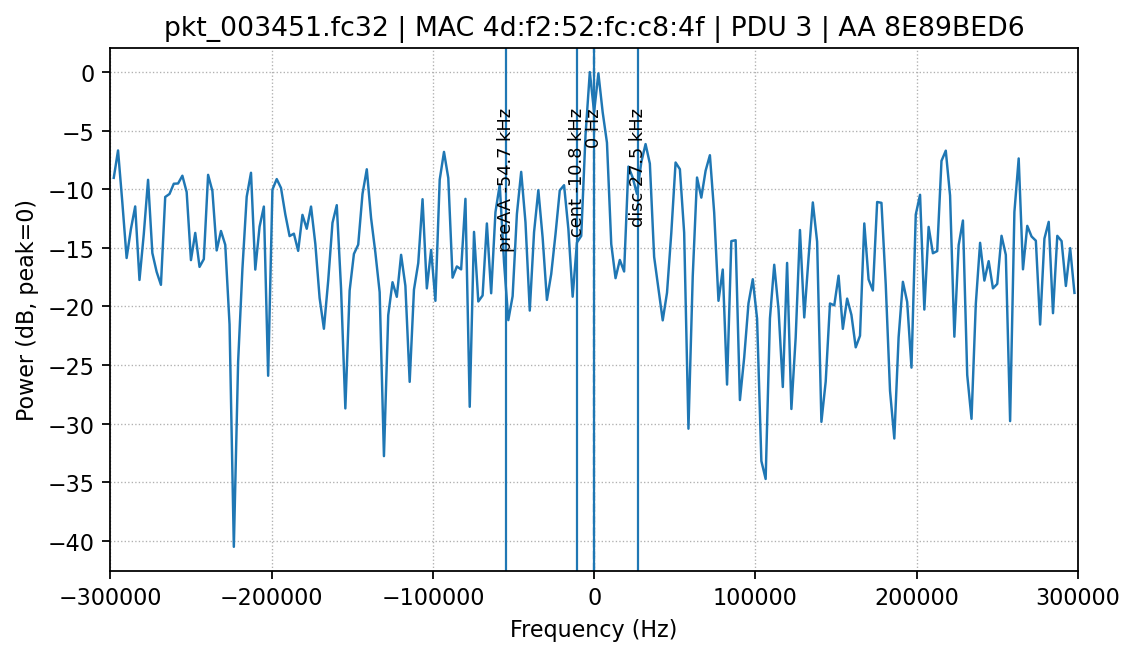 pkt_003451.fc32 | MAC 4d:f2:52:fc:c8:4f | PDU 3 | AA 8E89BED6
Power (dB, peak=0)
0
−5
−10
−15
−20
−25
−30
−35
−40
preAA -54.7 kHz
cent -10.8 kHz
0 Hz
disc 27.5 kHz
−300000
−200000
−100000
0
100000
200000
300000
Frequency (Hz)